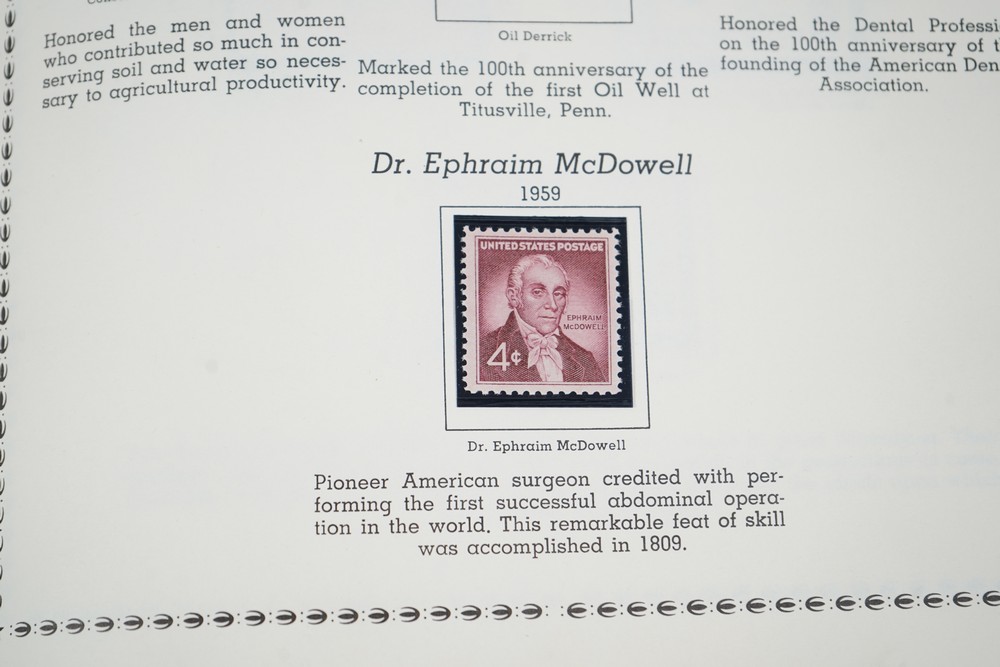 Honored the men and women
who contributed so much in con-
serving soil and water so neces-
sary to agricultural productivity.
Oil Derrick
Marked the 100th anniversary of the
completion of the first Oil Well at
Titusville, Penn.
Honored the Dental
on the 100th anniversary of
founding of the American
Association.
Dr. Ephraim McDowell
1959
UNITED STATES POSTAGE
EPHRAIM
McDOWELL
4¢
Dr. Ephraim McDowell
Pioneer American surgeon credited with per-
forming the first successful abdominal opera-
tion in the world. This remarkable feat of skill
was accomplished in 1809.